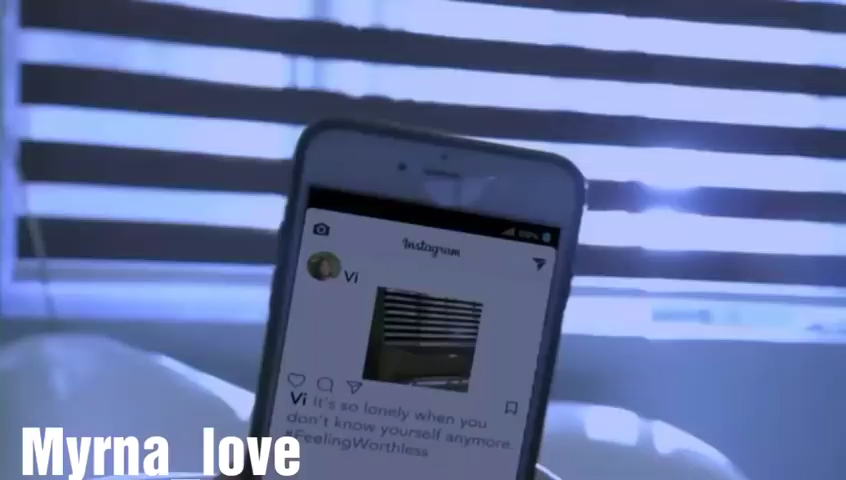 Instagram
Vi
Vi It's so lonely when you
don't know yourself anymore.
#FeelingWorthless
Myrna_love